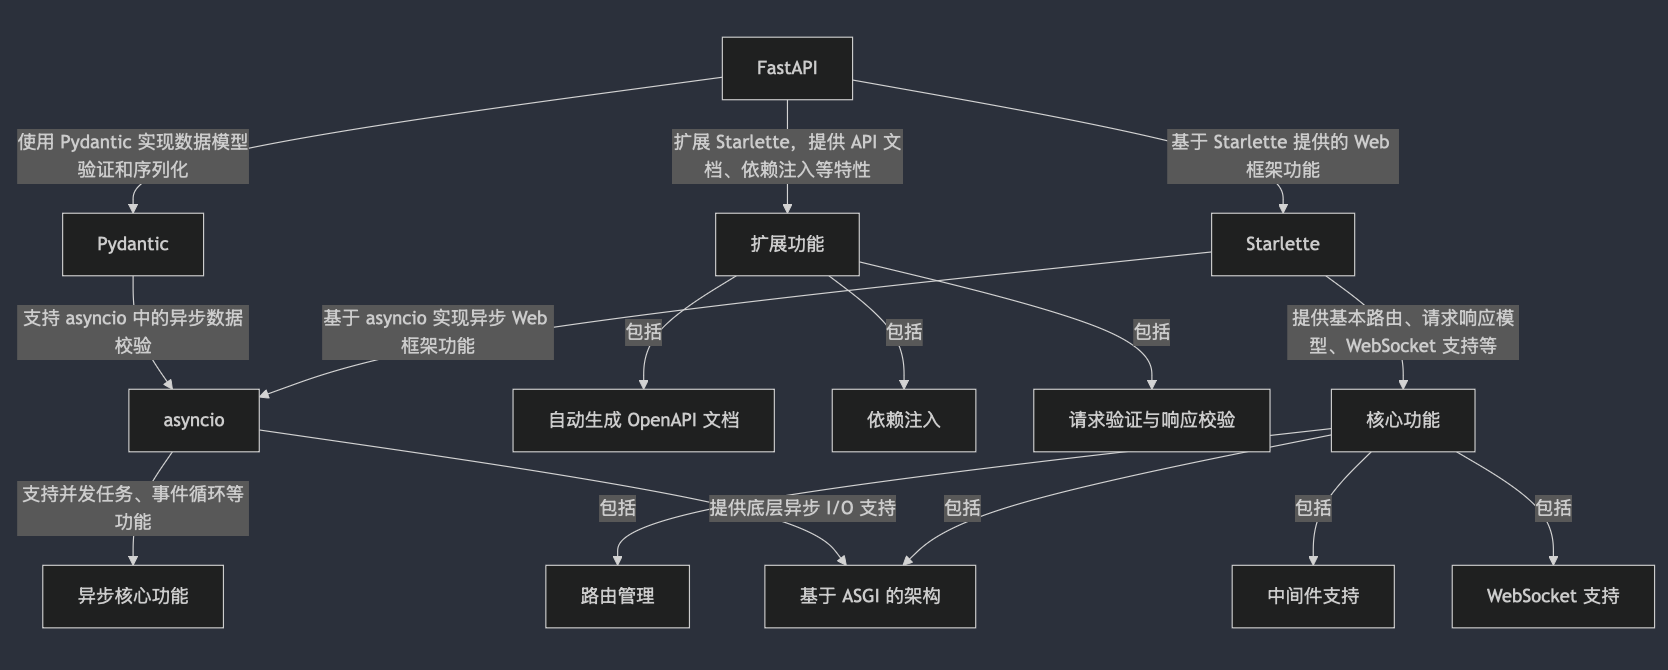 FastAPI
使用 Pydantic 实现数据模型
验证和序列化
扩展 Starlette，提供 API 文
档、依赖注入等特性
基于 Starlette 提供的 Web
框架功能
Pydantic
扩展功能
Starlette
支持 asyncio 中的异步数据
校验
基于 asyncio 实现异步 Web
框架功能
包括
包括
包括
提供基本路由、请求响应模
型、WebSocket 支持等
asyncio
自动生成 OpenAPI 文档
依赖注入
请求验证与响应校验
核心功能
支持并发任务、事件循环等
功能
包括
提供底层异步 I/O 支持
包括
包括
包括
异步核心功能
路由管理
基于 ASGI 的架构
中间件支持
WebSocket 支持